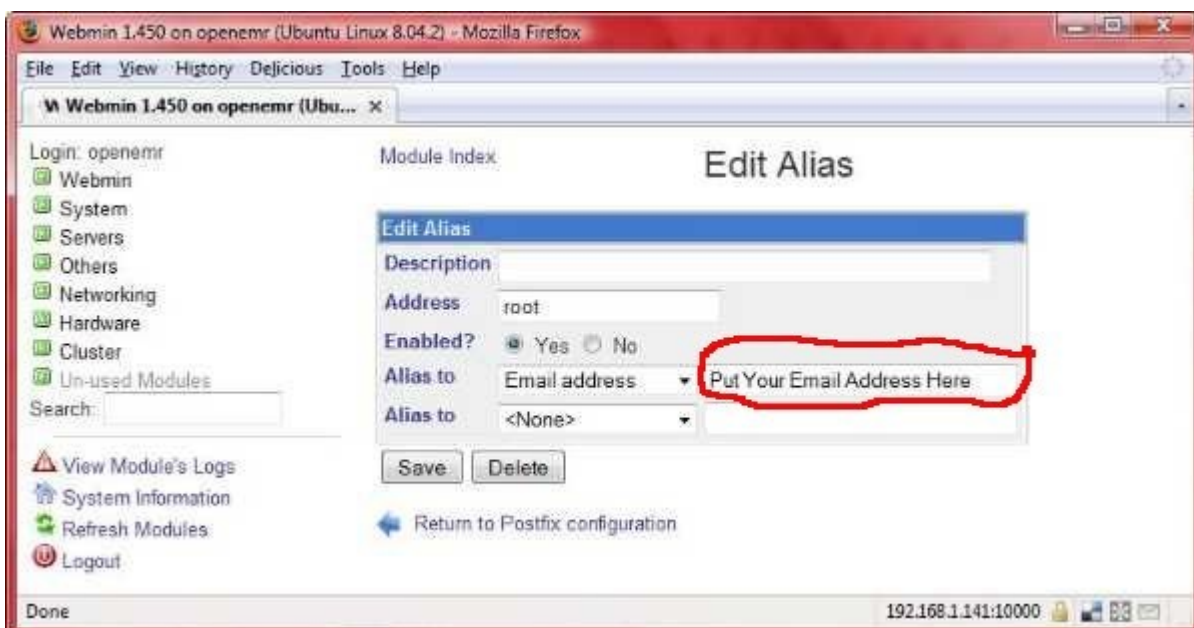 Webmin 1.450 on openemr (Ubuntu Linux 8.04.2) - Mozilla Firefox
File Edit View History Delicious Tools Help
Webmin 1.450 on openemr (Ubu...
Login: openemr
Webmin
System
Servers
Others
Networking
Hardware
Cluster
Un-used Modules
Search:
View Module's Logs
System Information
Refresh Modules
Logout
Module Index
Edit Alias
Edit Alias
Description
Address root
Enabled? Yes No
Alias to Email address Put Your Email Address Here
Alias to <None>
Save Delete
Return to Postfix configuration
Done 192.168.1.141:10000